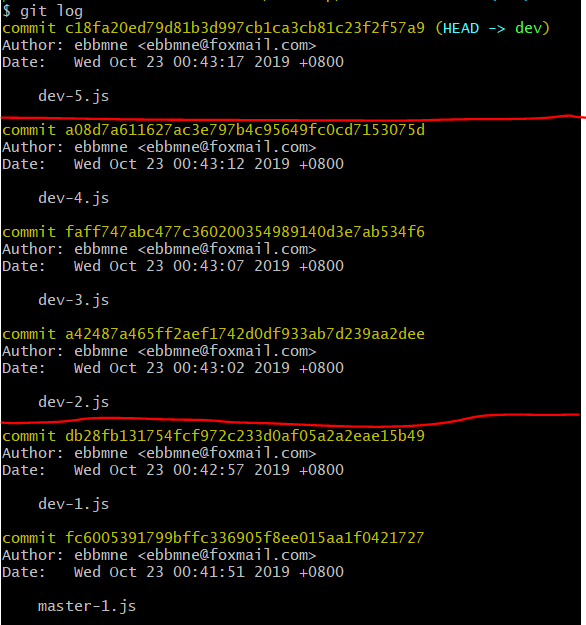 $ git log
commit c18fa20ed79d81b3d997cb1ca3cb81c23f2f57a9 (HEAD -> dev)
Author: ebbmne <ebbmne@foxmail.com>
Date:   Wed Oct 23 00:43:17 2019 +0800
dev-5.js
commit a08d7a611627ac3e797b4c95649fc0cd7153075d
Author: ebbmne <ebbmne@foxmail.com>
Date:   Wed Oct 23 00:43:12 2019 +0800
dev-4.js
commit faff747abc477c360200354989140d3e7ab534f6
Author: ebbmne <ebbmne@foxmail.com>
Date:   Wed Oct 23 00:43:07 2019 +0800
dev-3.js
commit a42487a465ff2aef1742d0df933ab7d239aa2dee
Author: ebbmne <ebbmne@foxmail.com>
Date:   Wed Oct 23 00:43:02 2019 +0800
dev-2.js
commit db28fb131754fcf972c233d0af05a2a2eae15b49
Author: ebbmne <ebbmne@foxmail.com>
Date:   Wed Oct 23 00:42:57 2019 +0800
dev-1.js
commit fc6005391799bffc336905f8ee015aa1f0421727
Author: ebbmne <ebbmne@foxmail.com>
Date:   Wed Oct 23 00:41:51 2019 +0800
master-1.js